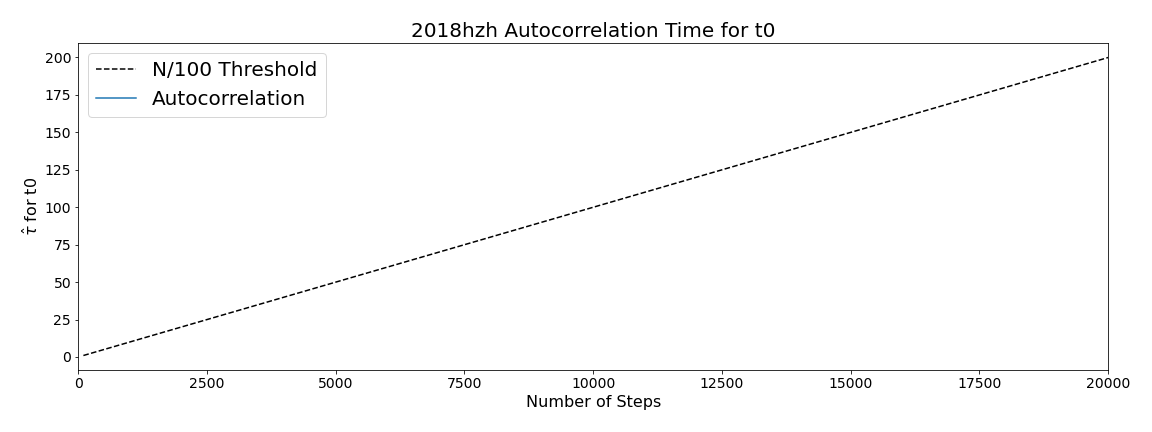 2018hzh Autocorrelation Time for t0
N/100 Threshold
Autocorrelation
200
175
150
125
100
75
50
25
0
τ̂ for t0
0 2500 5000 7500 10000 12500 15000 17500 20000
Number of Steps